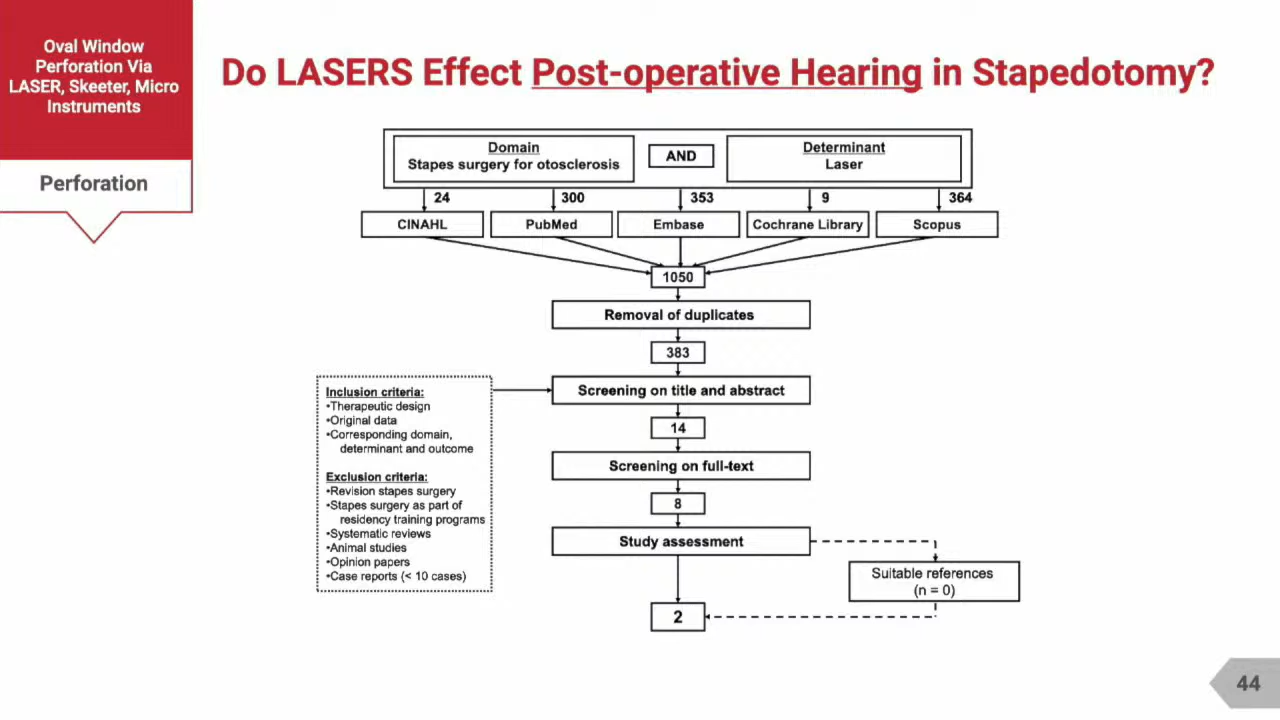 Oval Window
Perforation Via
LASER, Skeeter, Micro
Instruments
Perforation
Do LASERS Effect Post-operative Hearing in Stapedotomy?
Domain
Stapes surgery for otosclerosis
AND
Determinant
Laser
24
300
353
9
364
CINAHL
PubMed
Embase
Cochrane Library
Scopus
1050
Removal of duplicates
383
Screening on title and abstract
14
Screening on full-text
8
Study assessment
Suitable references
(n = 0)
2
Inclusion criteria:
•Therapeutic design
•Original data
•Corresponding domain,
determinant and outcome
Exclusion criteria:
•Revision stapes surgery
•Stapes surgery as part of
residency training programs
•Systematic reviews
•Animal studies
•Opinion papers
•Case reports (< 10 cases)
44